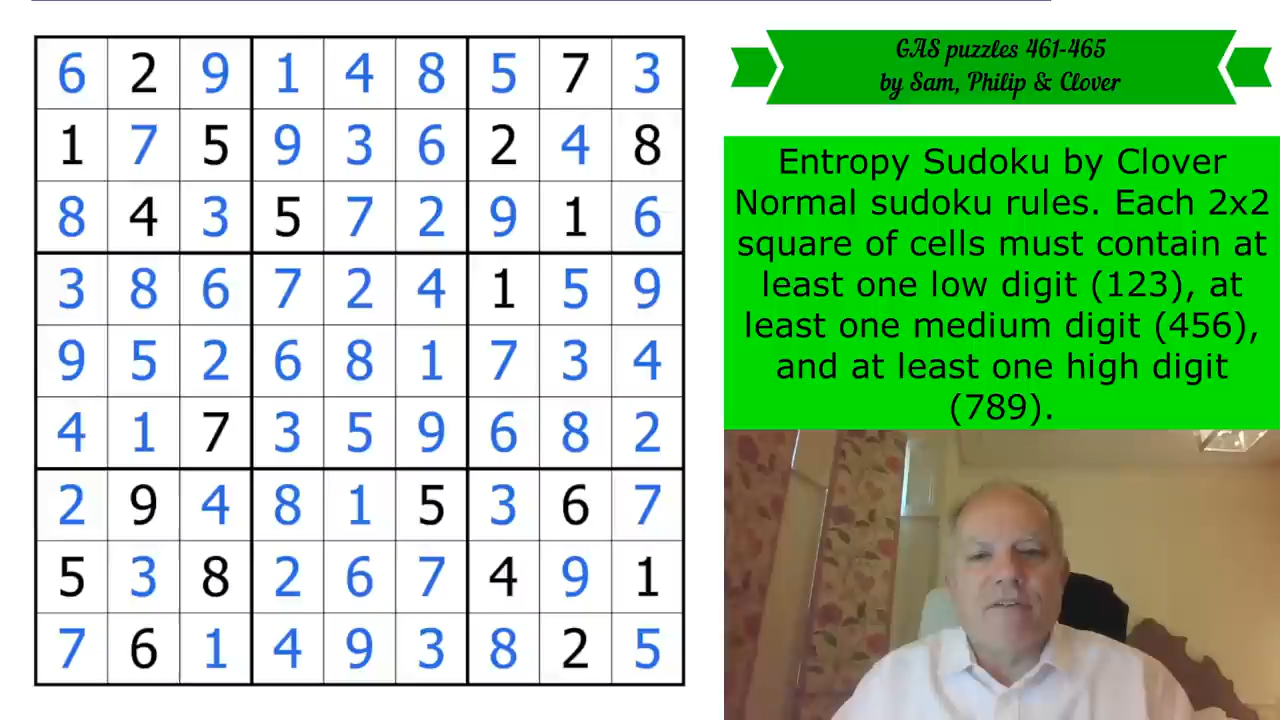 GAS puzzles 461-465
by Sam, Philip & Clover
Entropy Sudoku by Clover
Normal sudoku rules. Each 2x2
square of cells must contain at
least one low digit (123), at
least one medium digit (456),
and at least one high digit
(789).
6 2 9 1 4 8 5 7 3
1 7 5 9 3 6 2 4 8
8 4 3 5 7 2 9 1 6
3 8 6 7 2 4 1 5 9
9 5 2 6 8 1 7 3 4
4 1 7 3 5 9 6 8 2
2 9 4 8 1 5 3 6 7
5 3 8 2 6 7 4 9 1
7 6 1 4 9 3 8 2 5